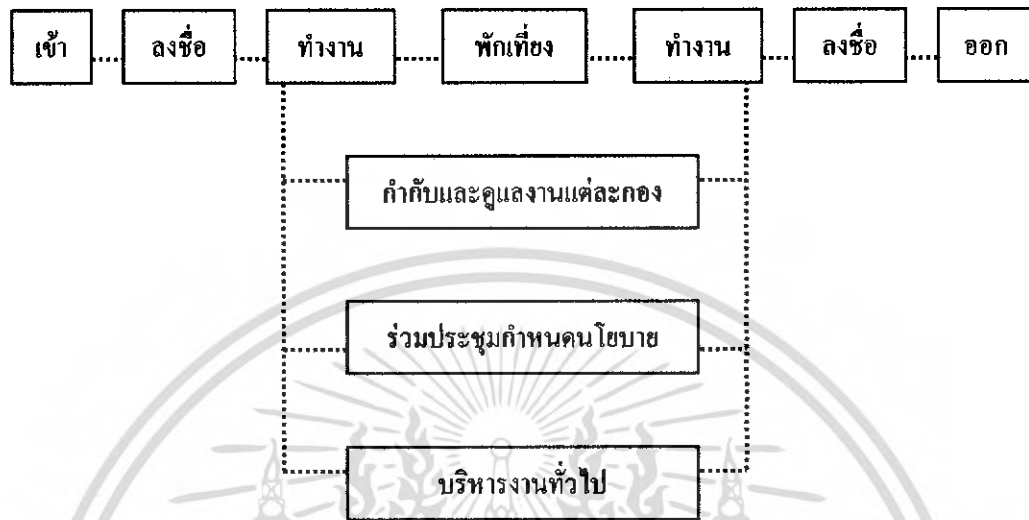 เข้า
ลงชื่อ
ทำงาน
พักเที่ยง
ทำงาน
ลงชื่อ
ออก
กำกับและดูแลงานแต่ละกอง
ร่วมประชุมกำหนดนโยบาย
บริหารงานทั่วไป